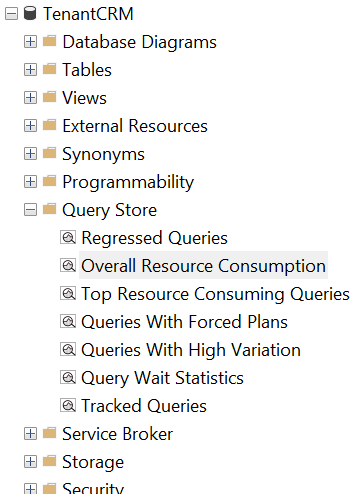 TenantCRM
Database Diagrams
Tables
Views
External Resources
Synonyms
Programmability
Query Store
Regressed Queries
Overall Resource Consumption
Top Resource Consuming Queries
Queries With Forced Plans
Queries With High Variation
Query Wait Statistics
Tracked Queries
Service Broker
Storage
Security